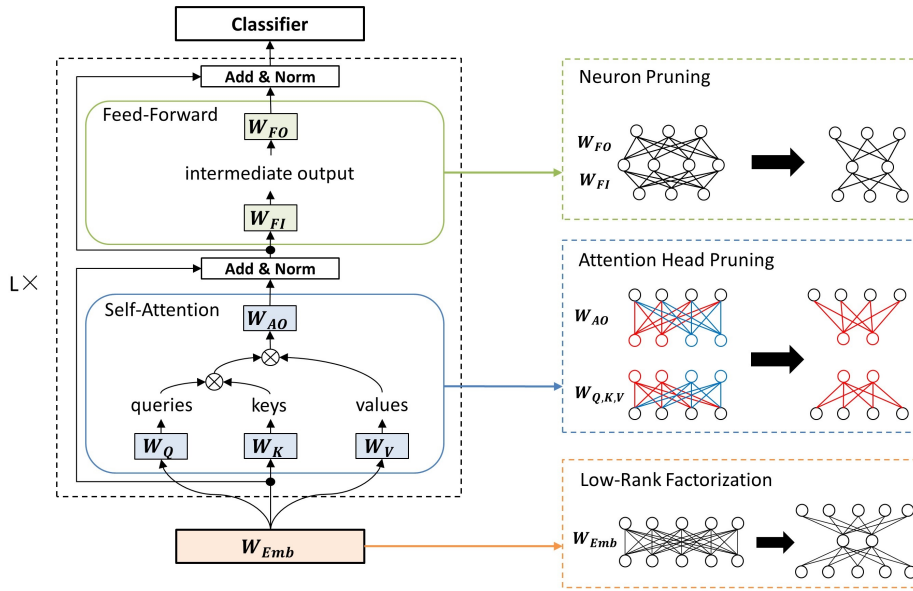 Classifier
Add & Norm
Feed-Forward
W_FO
intermediate output
W_FI
Add & Norm
L×
Self-Attention
W_AO
queries keys values
W_Q W_K W_V
W_Emb
Neuron Pruning
W_FO
W_FI
Attention Head Pruning
W_AO
W_Q,K,V
Low-Rank Factorization
W_Emb